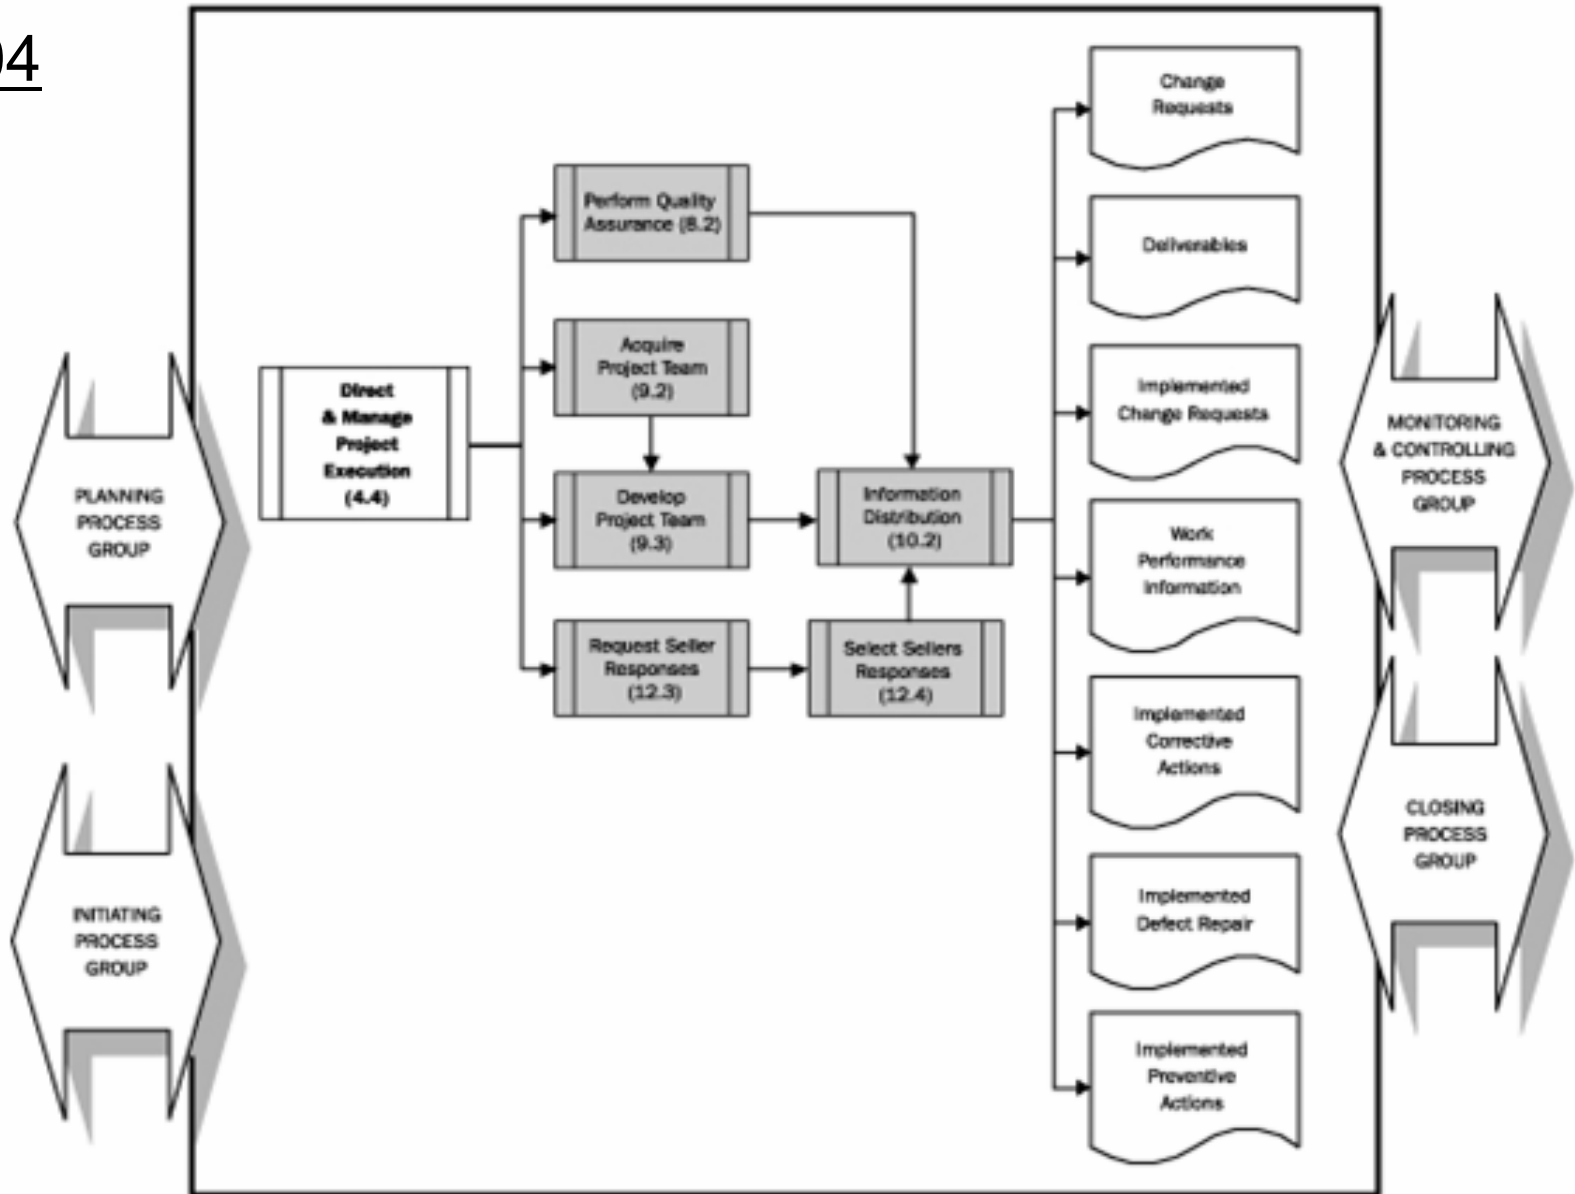 04
Change
Requests
Perform Quality
Assurance (8.2)
Deliverables
Acquire
Project Team
(9.2)
Direct
& Manage
Project
Execution
(4.4)
Implemented
Change Requests
MONITORING
& CONTROLLING
PROCESS
GROUP
PLANNING
PROCESS
GROUP
Develop
Project Team
(9.3)
Information
Distribution
(10.2)
Work
Performance
Information
Request Seller
Responses
(12.3)
Select Sellers
Responses
(12.4)
Implemented
Corrective
Actions
CLOSING
PROCESS
GROUP
INITIATING
PROCESS
GROUP
Implemented
Defect Repair
Implemented
Preventive
Actions